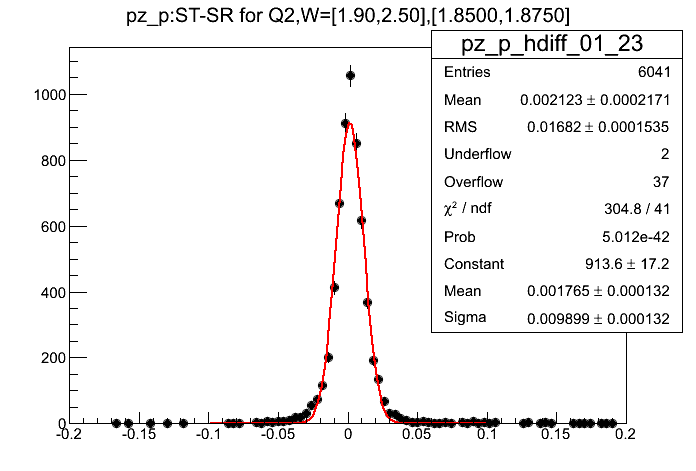 pz_p:ST-SR for Q2,W=[1.90,2.50],[1.8500,1.8750]
pz_p_hdiff_01_23
Entries 6041
Mean 0.002123 ± 0.0002171
RMS 0.01682 ± 0.0001535
Underflow 2
Overflow 37
χ² / ndf 304.8 / 41
Prob 5.012e-42
Constant 913.6 ± 17.2
Mean 0.001765 ± 0.000132
Sigma 0.009899 ± 0.000132
1000
800
600
400
200
0
-0.2 -0.15 -0.1 -0.05 0 0.05 0.1 0.15 0.2